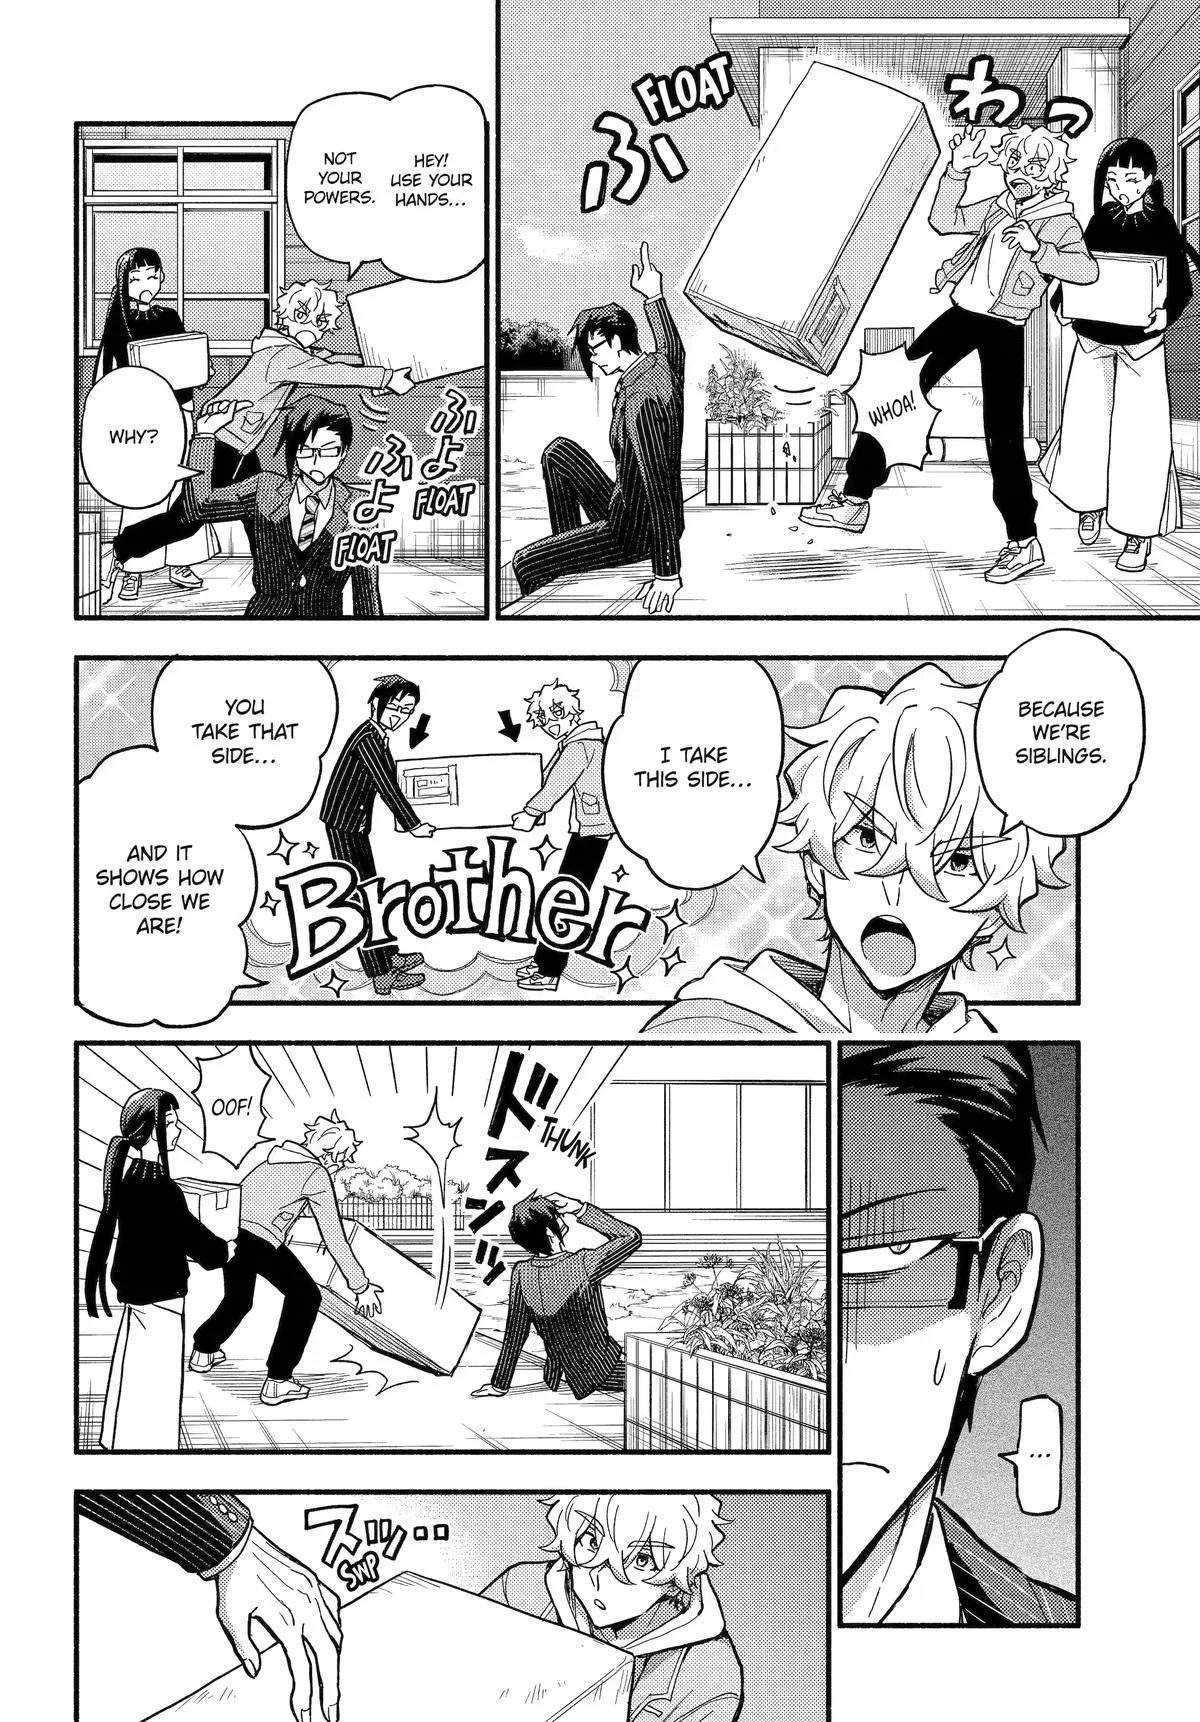 ふ
FLOAT
わっ
WHOA!
HEY!
USE YOUR
HANDS...
NOT
YOUR
POWERS.
WHY?
ふよ
FLOAT
ふよ
FLOAT
BECAUSE
WE'RE
SIBLINGS.
I TAKE
THIS SIDE...
YOU
TAKE THAT
SIDE...
Brother
AND IT
SHOWS HOW
CLOSE WE
ARE!
...
ドスンッ
THUNK
OOF!
スッ...
SWP